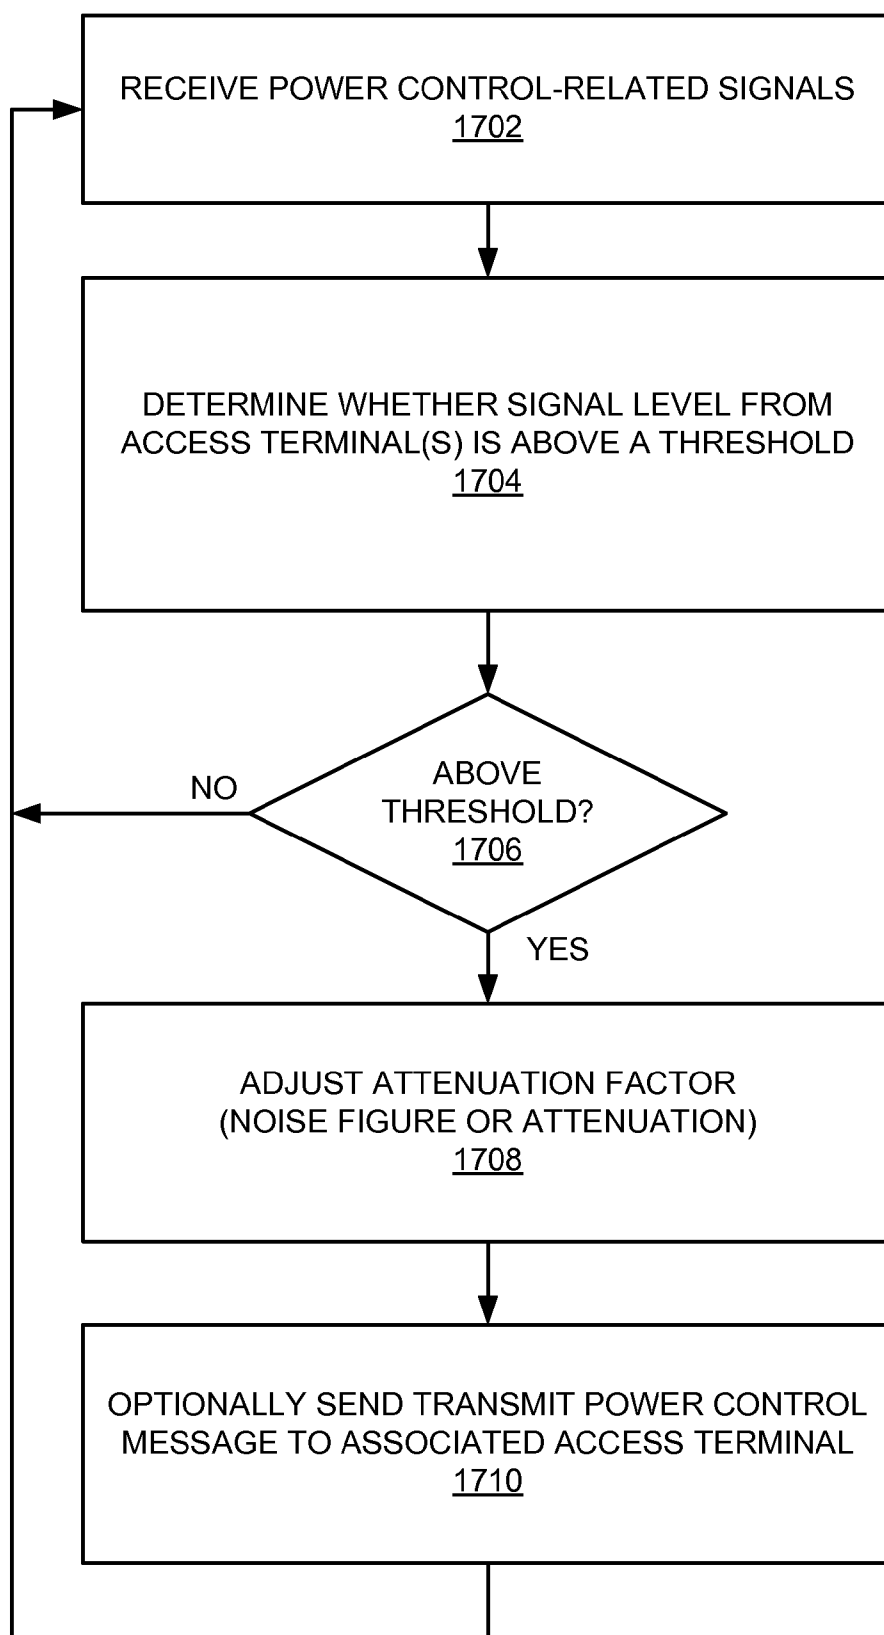 RECEIVE POWER CONTROL-RELATED SIGNALS
1702
DETERMINE WHETHER SIGNAL LEVEL FROM
ACCESS TERMINAL(S) IS ABOVE A THRESHOLD
1704
NO
ABOVE
THRESHOLD?
1706
YES
ADJUST ATTENUATION FACTOR
(NOISE FIGURE OR ATTENUATION)
1708
OPTIONALLY SEND TRANSMIT POWER CONTROL
MESSAGE TO ASSOCIATED ACCESS TERMINAL
1710